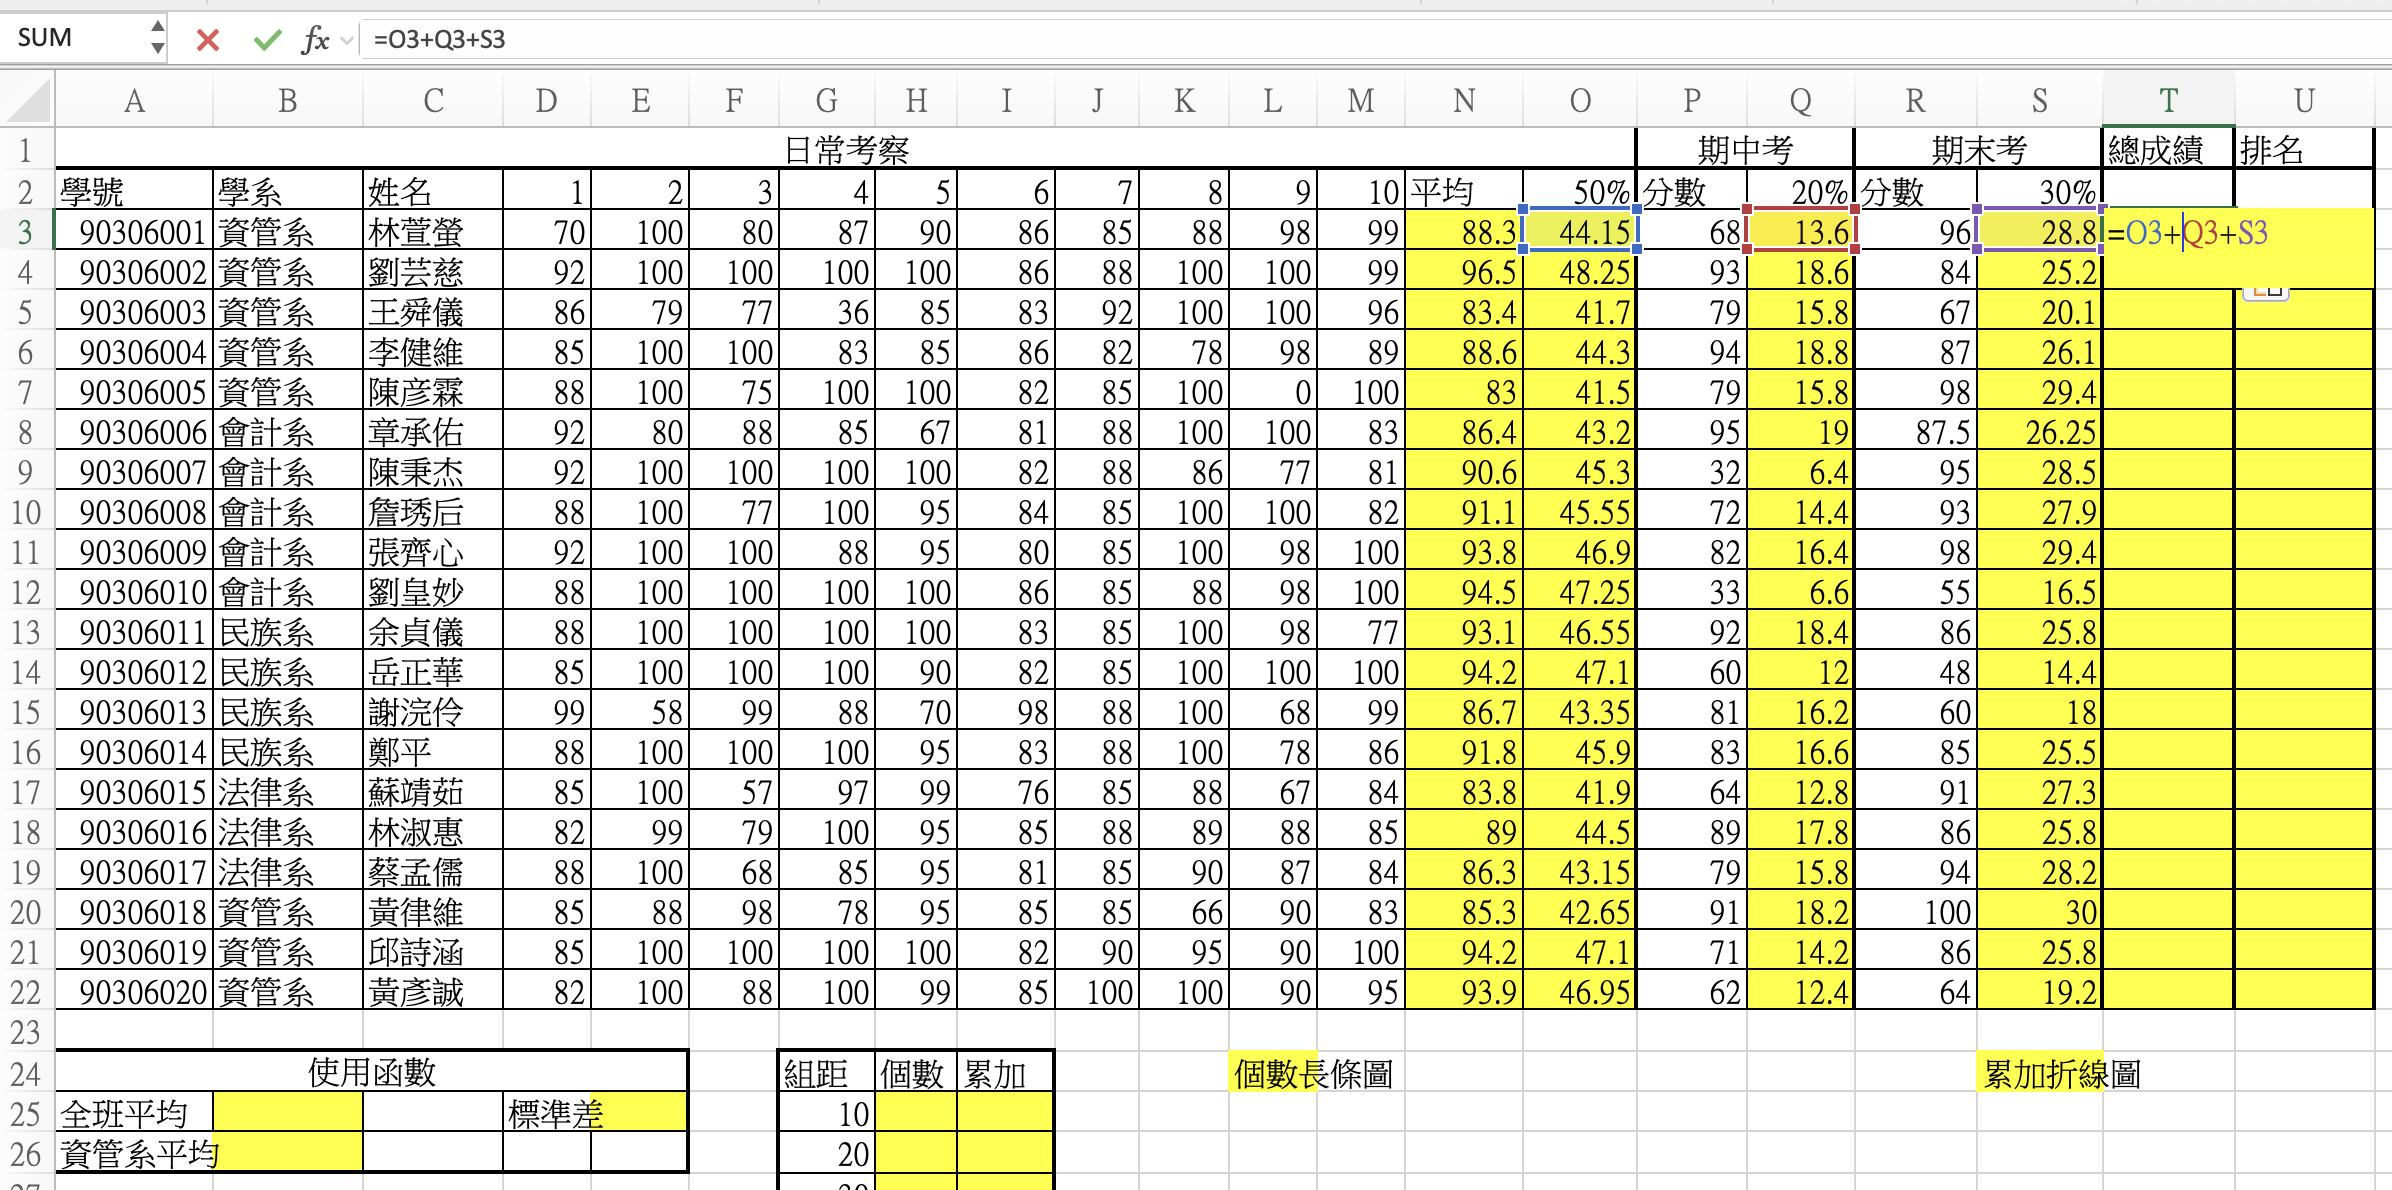 SUM fx =O3+Q3+S3
A B C D E F G H I J K L M N O P Q R S T U
1 日常考察 期中考 期末考 總成績 排名
2 學號 學系 姓名 1 2 3 4 5 6 7 8 9 10 平均 50% 分數 20% 分數 30%
3 90306001 資管系 林萱螢 70 100 80 87 90 86 85 88 98 99 88.3 44.15 68 13.6 96 28.8 =O3+Q3+S3
4 90306002 資管系 劉芸慈 92 100 100 100 100 86 88 100 100 99 96.5 48.25 93 18.6 84 25.2
5 90306003 資管系 王舜儀 86 79 77 36 85 83 92 100 100 96 83.4 41.7 79 15.8 67 20.1
6 90306004 資管系 李健維 85 100 100 83 85 86 82 78 98 89 88.6 44.3 94 18.8 87 26.1
7 90306005 資管系 陳彦霖 88 100 75 100 100 82 85 100 0 100 83 41.5 79 15.8 98 29.4
8 90306006 會計系 章承佑 92 80 88 85 67 81 88 100 100 83 86.4 43.2 95 19 87.5 26.25
9 90306007 會計系 陳秉杰 92 100 100 100 100 82 88 86 77 81 90.6 45.3 32 6.4 95 28.5
10 90306008 會計系 詹琇后 88 100 77 100 95 84 85 100 100 82 91.1 45.55 72 14.4 93 27.9
11 90306009 會計系 張齊心 92 100 100 88 95 80 85 100 98 100 93.8 46.9 82 16.4 98 29.4
12 90306010 會計系 劉皇妙 88 100 100 100 100 86 85 88 98 100 94.5 47.25 33 6.6 55 16.5
13 90306011 民族系 余貞儀 88 100 100 100 100 83 85 100 98 77 93.1 46.55 92 18.4 86 25.8
14 90306012 民族系 岳正華 85 100 100 100 90 82 85 100 100 100 94.2 47.1 60 12 48 14.4
15 90306013 民族系 謝浣伶 99 58 99 88 70 98 88 100 68 99 86.7 43.35 81 16.2 60 18
16 90306014 民族系 鄭平 88 100 100 100 95 83 88 100 78 86 91.8 45.9 83 16.6 85 25.5
17 90306015 法律系 蘇靖茹 85 100 57 97 99 76 85 88 67 84 83.8 41.9 64 12.8 91 27.3
18 90306016 法律系 林淑惠 82 99 79 100 95 85 88 89 88 85 89 44.5 89 17.8 86 25.8
19 90306017 法律系 蔡孟儒 88 100 68 85 95 81 85 90 87 84 86.3 43.15 79 15.8 94 28.2
20 90306018 資管系 黃律維 85 88 98 78 95 85 85 66 90 83 85.3 42.65 91 18.2 100 30
21 90306019 資管系 邱詩涵 85 100 100 100 100 82 90 95 90 100 94.2 47.1 71 14.2 86 25.8
22 90306020 資管系 黃彥誠 82 100 88 100 99 85 100 100 90 95 93.9 46.95 62 12.4 64 19.2
23
24 使用函數 組距 個數 累加 個數長條圖 累加折線圖
25 全班平均 標準差 10
26 資管系平均 20